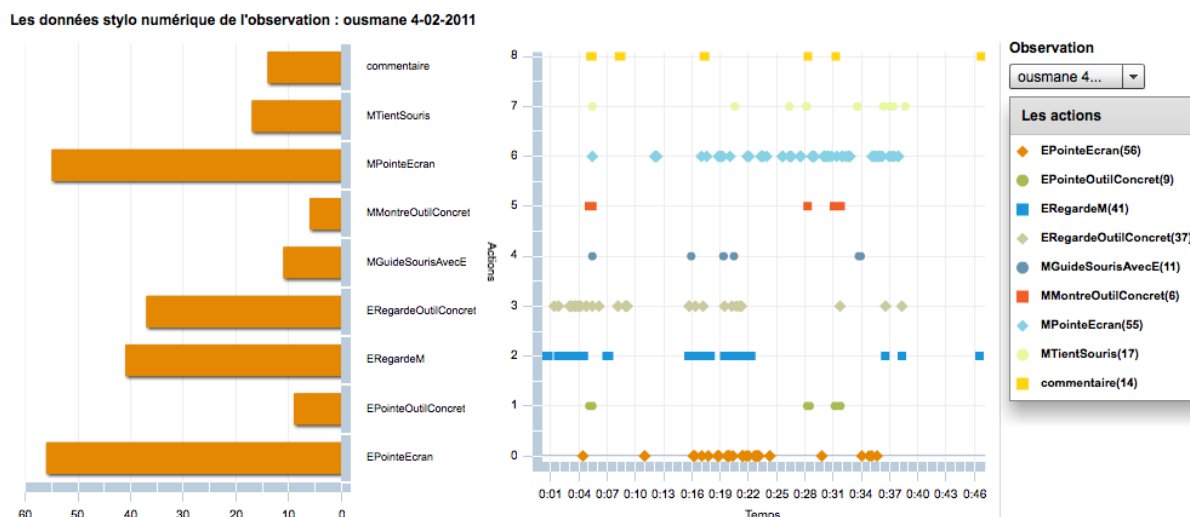 Les données stylo numérique de l'observation : ousmane 4-02-2011
commentaire
MTientSouris
MPointeEcran
MMontreOutilConcret
MGuideSourisAvecE
ERegardeOutilConcret
ERegardeM
EPointeOutilConcret
EPointeEcran
60 50 40 30 20 10 0
8
7
6
5
4
3
2
1
0
Actions
0:01 0:04 0:07 0:10 0:13 0:16 0:19 0:22 0:25 0:28 0:31 0:34 0:37 0:40 0:43 0:46
Temps
Observation
ousmane 4...
Les actions
EPointeEcran(56)
EPointeOutilConcret(9)
ERegardeM(41)
ERegardeOutilConcret(37)
MGuideSourisAvecE(11)
MMontreOutilConcret(6)
MPointeEcran(55)
MTientSouris(17)
commentaire(14)